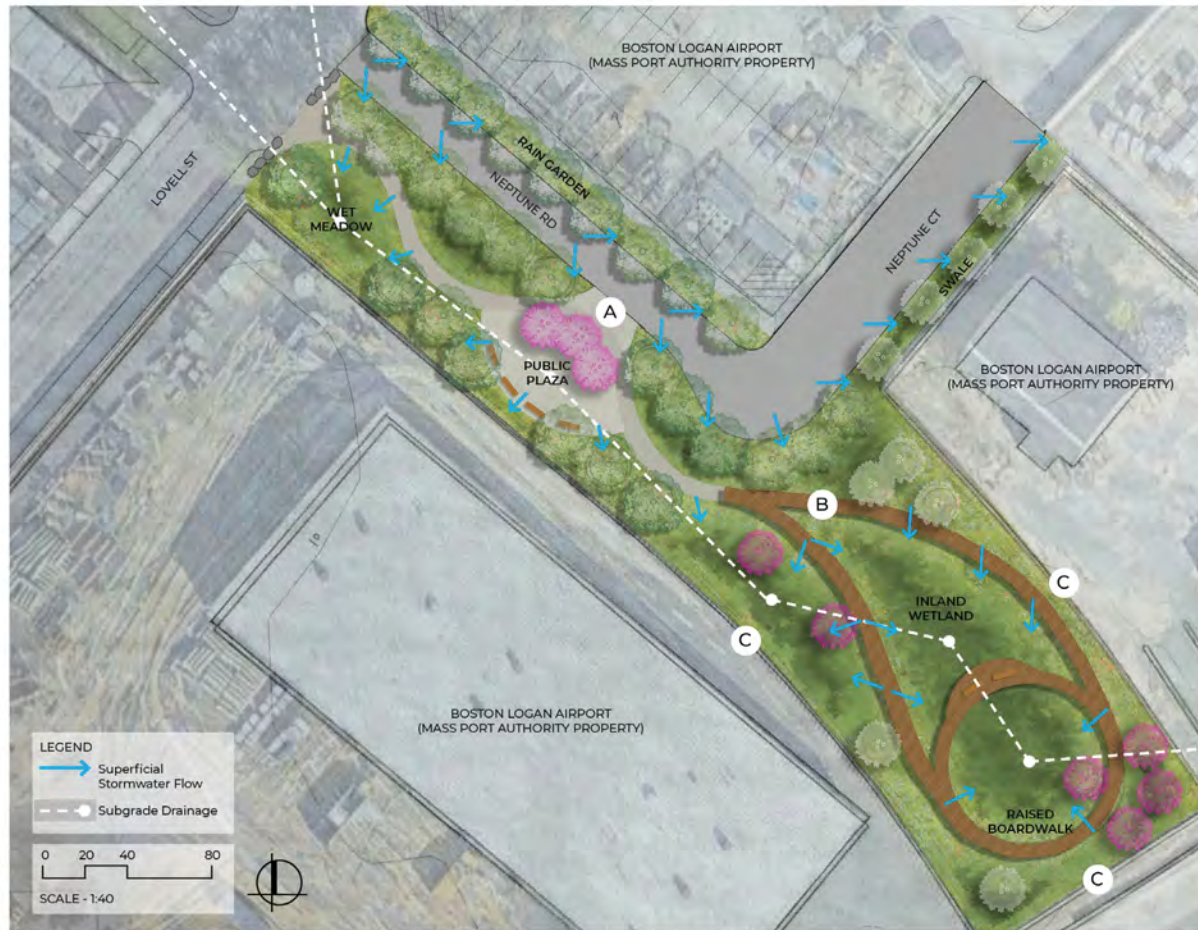 BOSTON LOGAN AIRPORT
(MASS PORT AUTHORITY PROPERTY)
LOVELL ST
RAIN GARDEN
NEPTUNE RD
WET
MEADOW
NEPTUNE CT
SWALE
A
PUBLIC
PLAZA
BOSTON LOGAN AIRPORT
(MASS PORT AUTHORITY PROPERTY)
B
C
INLAND
WETLAND
C
10
BOSTON LOGAN AIRPORT
(MASS PORT AUTHORITY PROPERTY)
RAISED
BOARDWALK
C
LEGEND
Superficial
Stormwater Flow
Subgrade Drainage
0 20 40 80
SCALE - 1:40